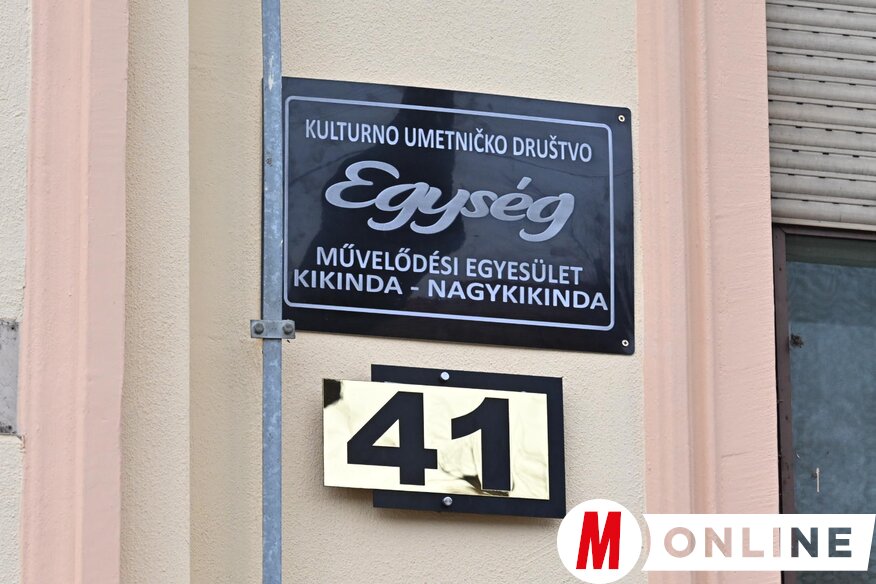 KULTURNO UMETNIČKO DRUŠTVO
Egység
MŰVELŐDÉSI EGYESÜLET
KIKINDA - NAGYKIKINDA
41
M ONLINE